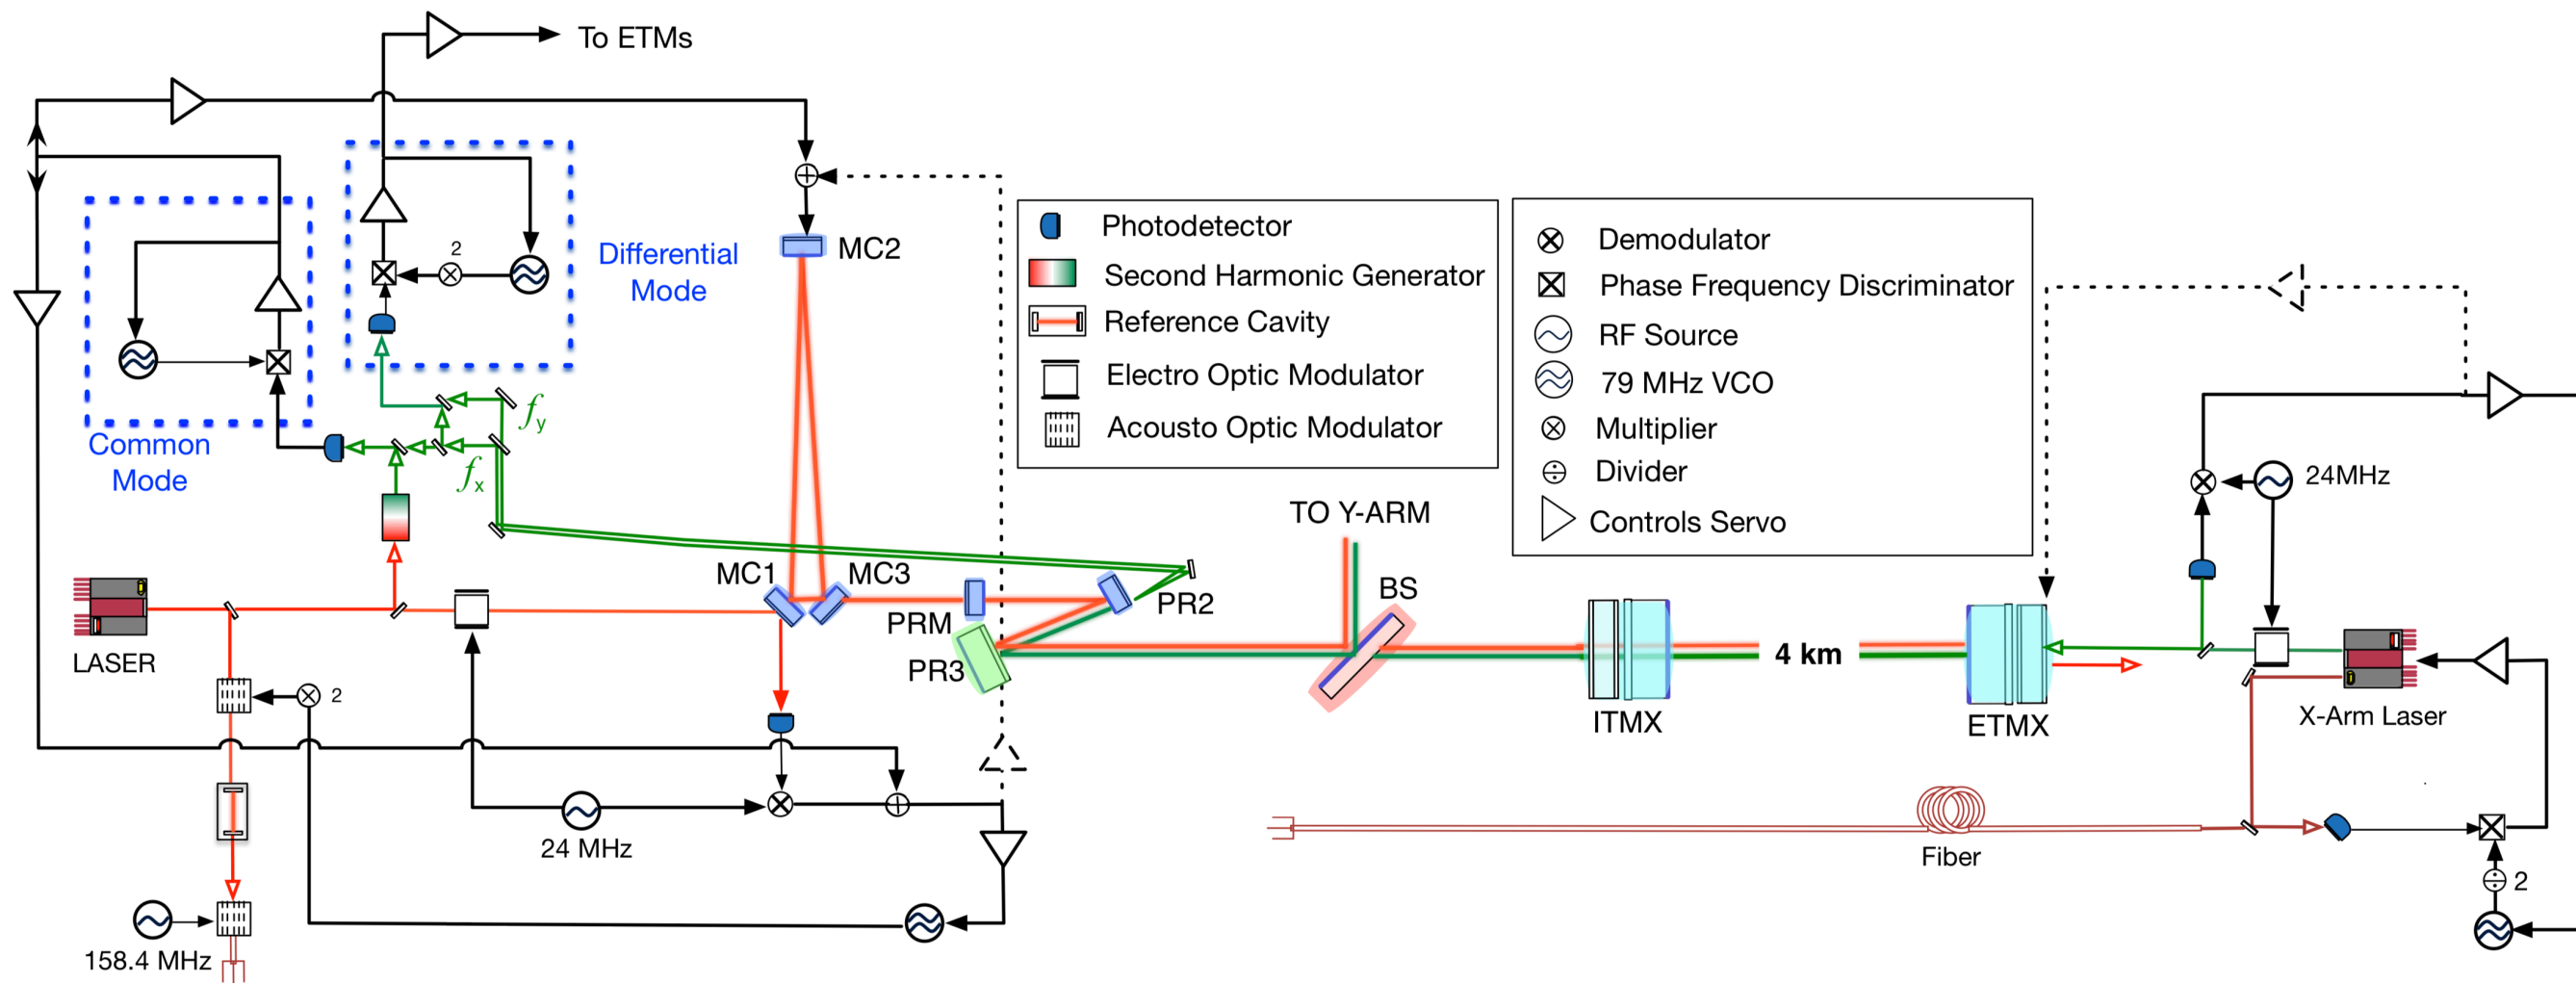 To ETMs
Differential
Mode
2
MC2
Common
Mode
fy
fx
Photodetector
Second Harmonic Generator
Reference Cavity
Electro Optic Modulator
Acousto Optic Modulator
Demodulator
Phase Frequency Discriminator
RF Source
79 MHz VCO
Multiplier
Divider
Controls Servo
24MHz
TO Y-ARM
MC1
MC3
PRM
PR2
PR3
BS
LASER
4 km
ITMX
ETMX
X-Arm Laser
2
24 MHz
Fiber
2
158.4 MHz